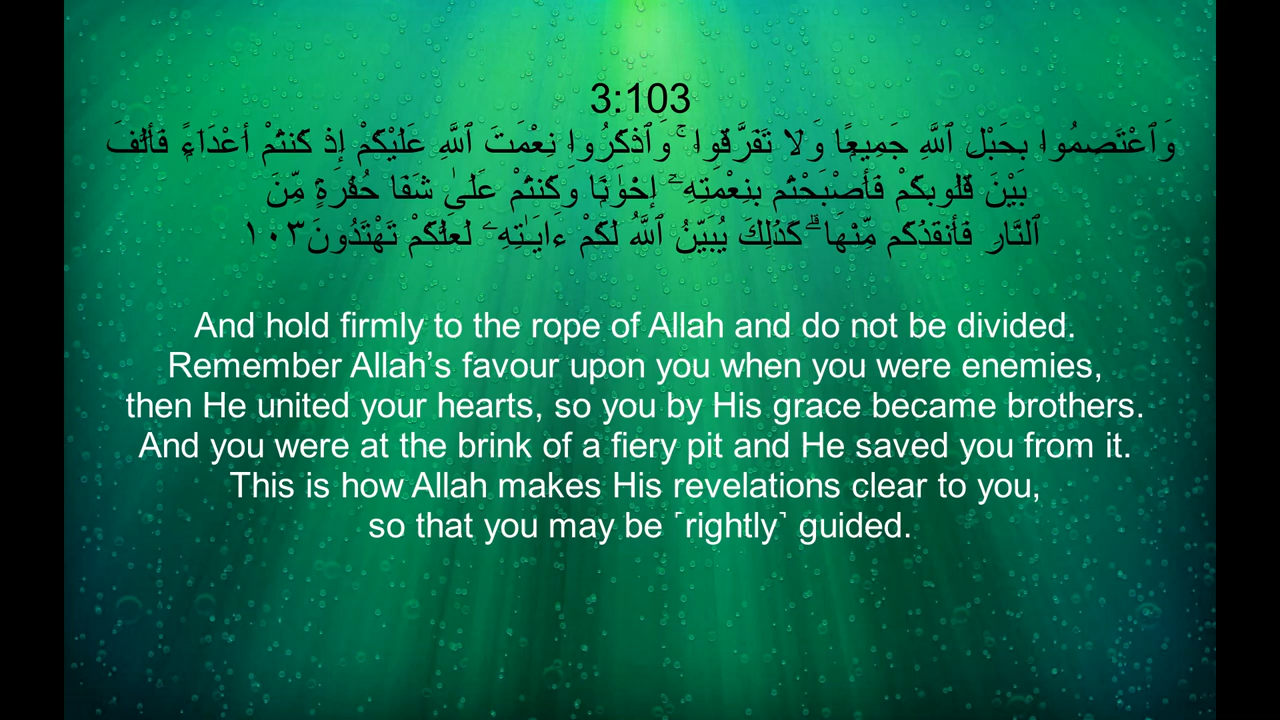 3:103
وَٱعْتَصِمُوا۟ بِحَبْلِ ٱللَّهِ جَمِيعًۭا وَلَا تَفَرَّقُوا۟ ۚ وَٱذْكُرُوا۟ نِعْمَتَ ٱللَّهِ عَلَيْكُمْ إِذْ كُنتُمْ أَعْدَآءًۭ فَأَلَّفَ
بَيْنَ قُلُوبِكُمْ فَأَصْبَحْتُم بِنِعْمَتِهِۦٓ إِخْوَٰنًۭا وَكُنتُمْ عَلَىٰ شَفَا حُفْرَةٍۢ مِّنَ
ٱلنَّارِ فَأَنقَذَكُم مِّنْهَا ۗ كَذَٰلِكَ يُبَيِّنُ ٱللَّهُ لَكُمْ ءَايَـٰتِهِۦ لَعَلَّكُمْ تَهْتَدُونَ١٠٣
And hold firmly to the rope of Allah and do not be divided.
Remember Allah’s favour upon you when you were enemies,
then He united your hearts, so you by His grace became brothers.
And you were at the brink of a fiery pit and He saved you from it.
This is how Allah makes His revelations clear to you,
so that you may be ˹rightly˺ guided.